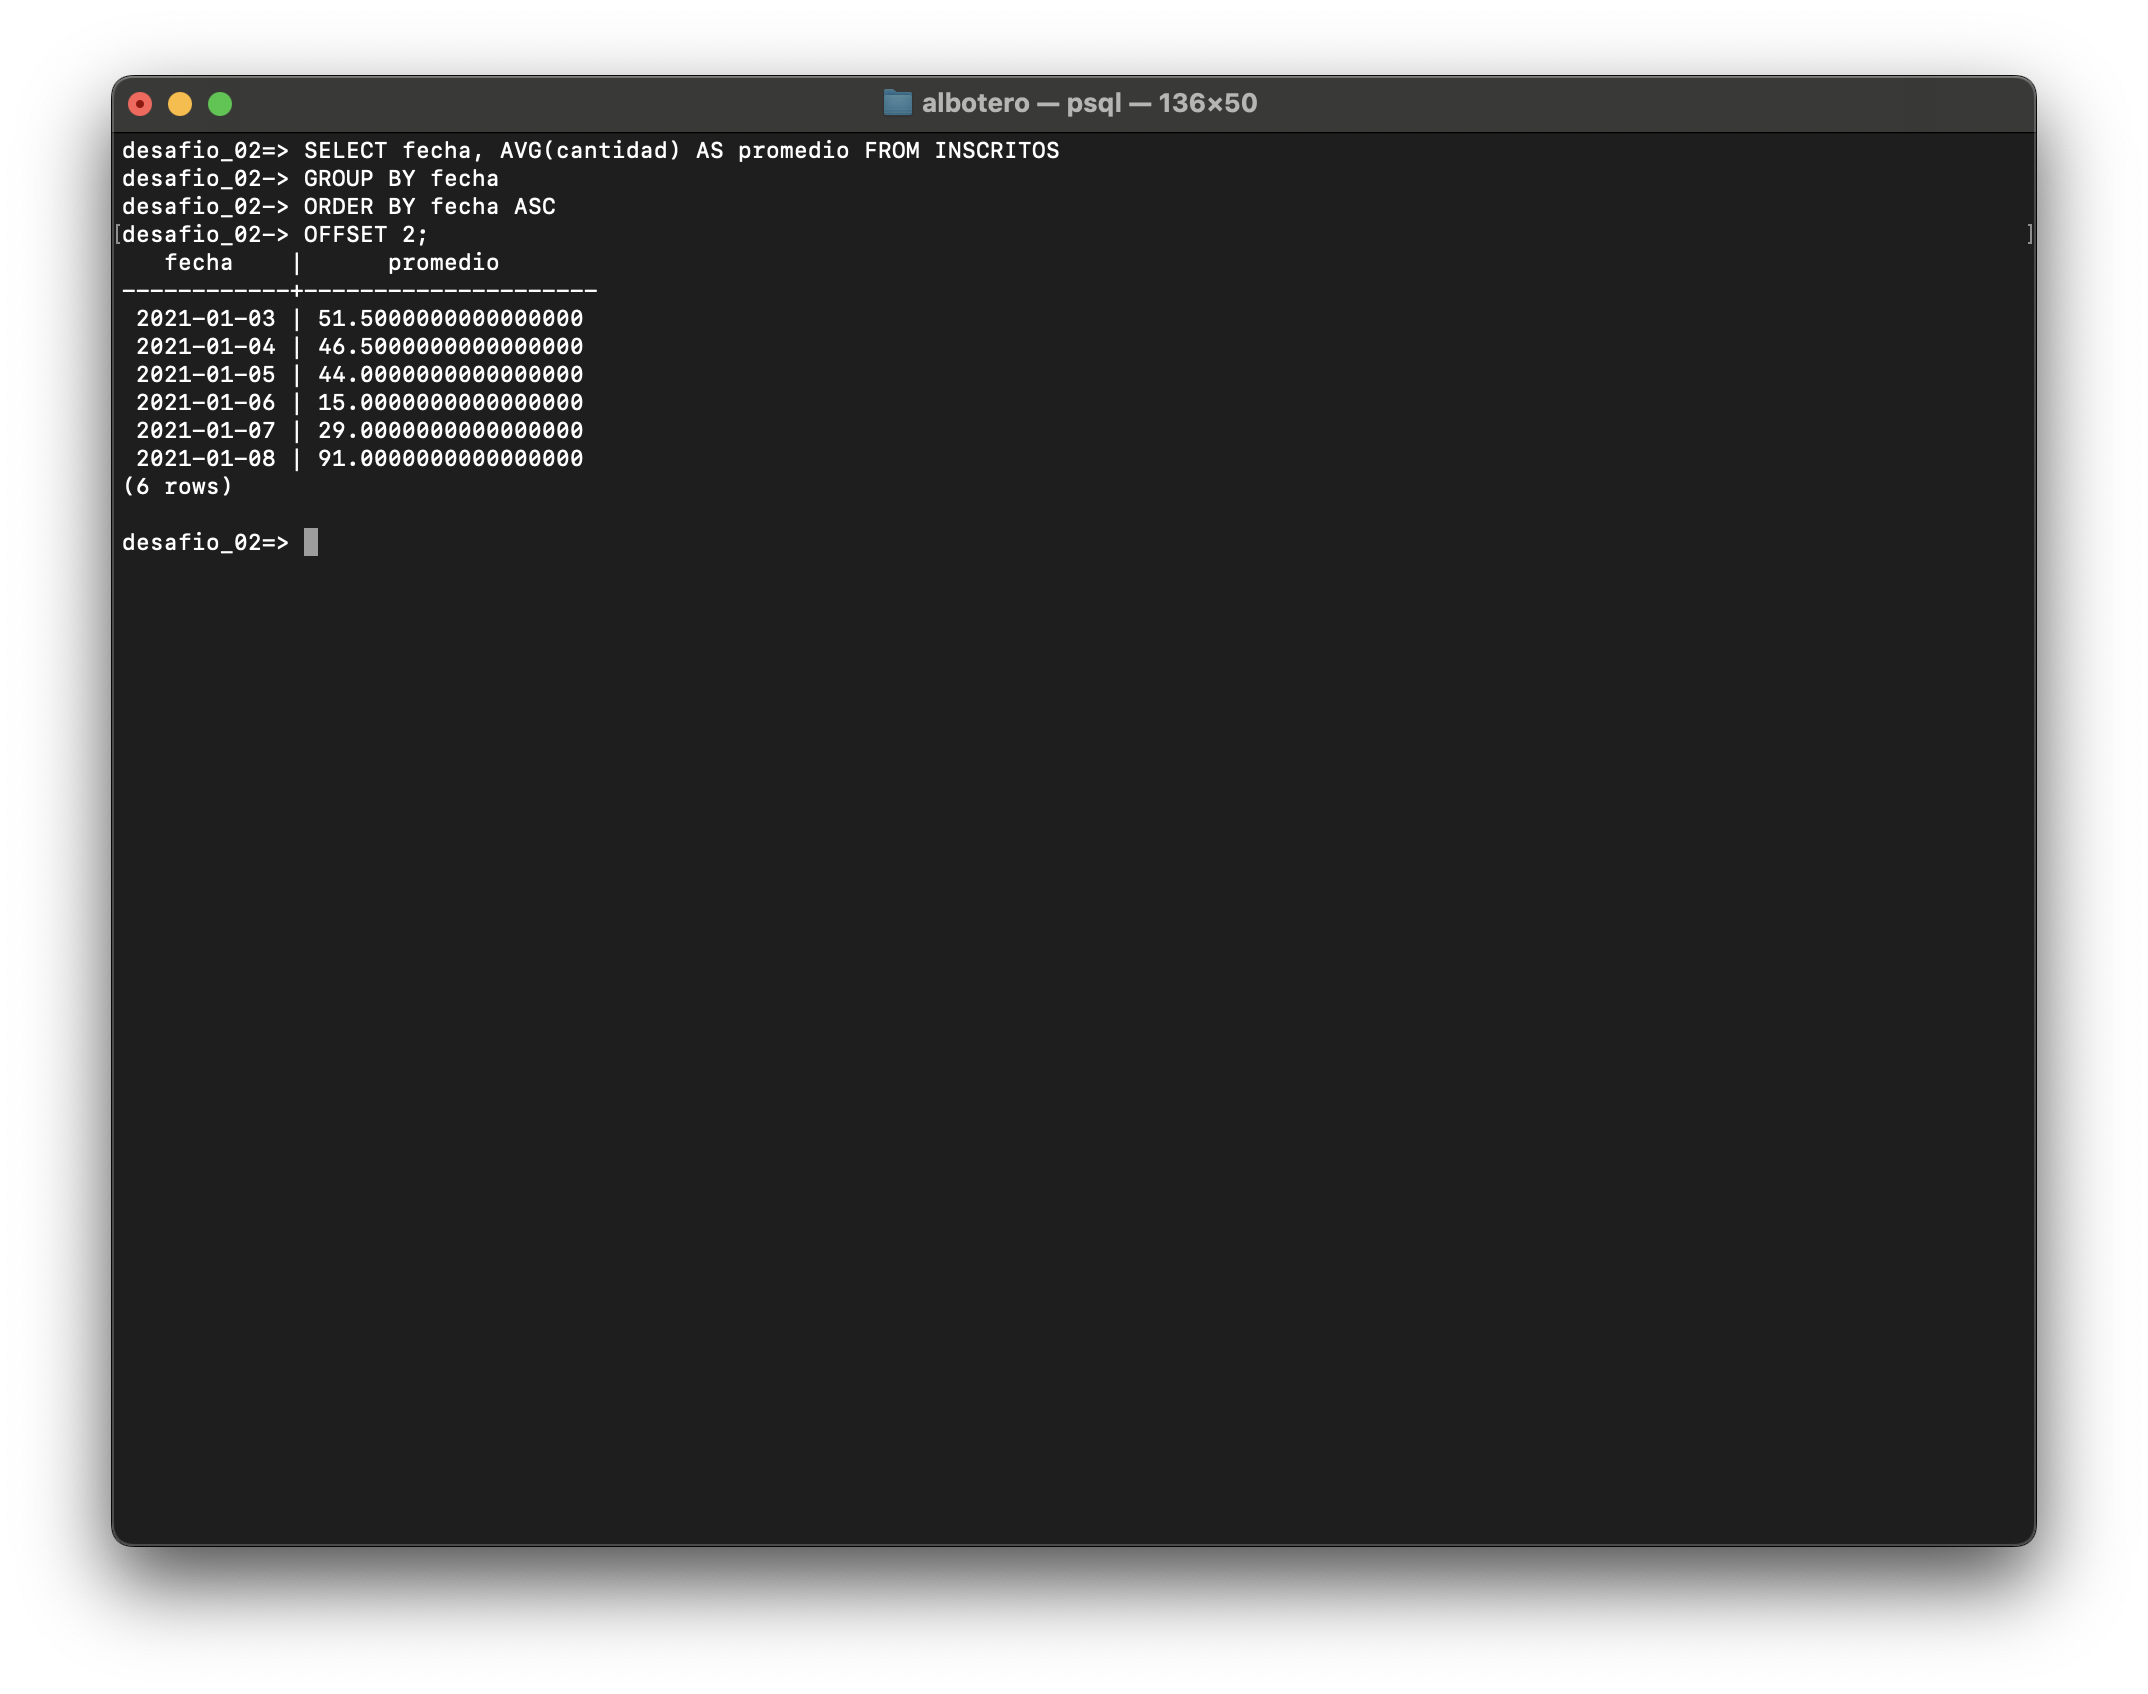 albotero — psql — 136×50
desafio_02=> SELECT fecha, AVG(cantidad) AS promedio FROM INSCRITOS
desafio_02-> GROUP BY fecha
desafio_02-> ORDER BY fecha ASC
[desafio_02-> OFFSET 2; ]
   fecha    |      promedio
------------+---------------------
 2021-01-03 | 51.5000000000000000
 2021-01-04 | 46.5000000000000000
 2021-01-05 | 44.0000000000000000
 2021-01-06 | 15.0000000000000000
 2021-01-07 | 29.0000000000000000
 2021-01-08 | 91.0000000000000000
(6 rows)
desafio_02=>